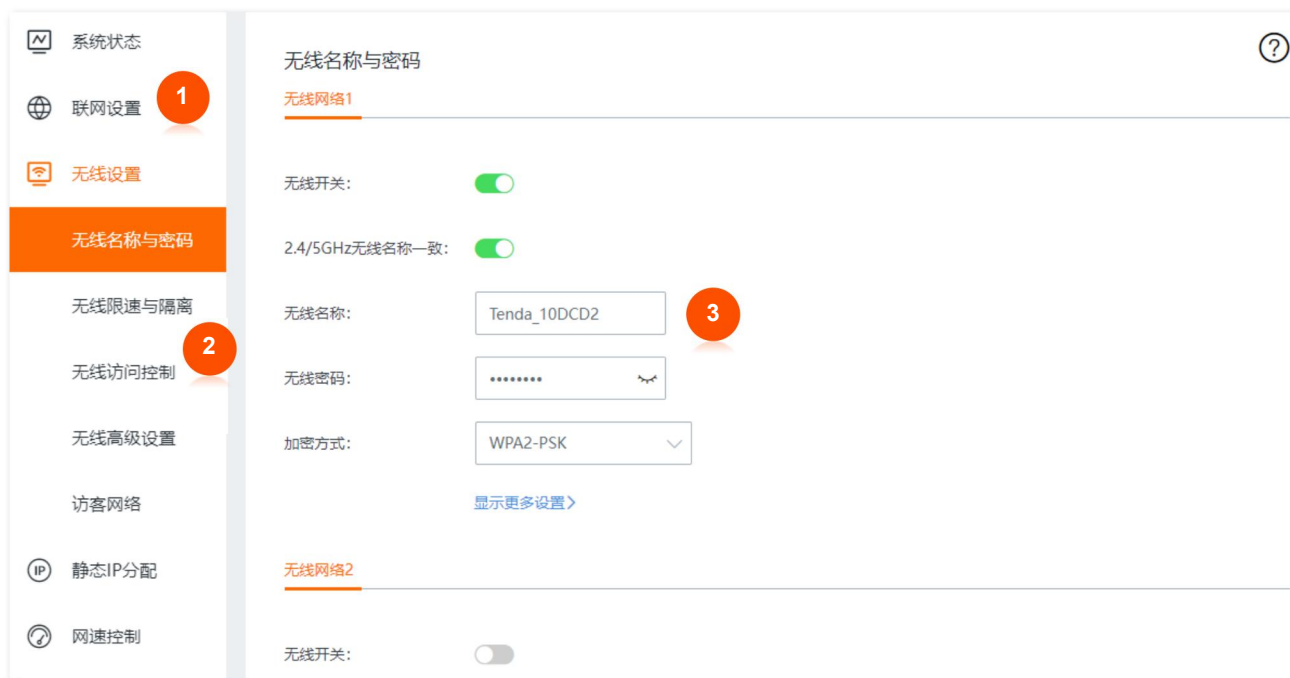 系统状态
联网设置
1
无线设置
无线名称与密码
无线限速与隔离
2
无线访问控制
无线高级设置
访客网络
IP
静态IP分配
网速控制
无线名称与密码
?
无线网络1
无线开关:
2.4/5GHz无线名称一致:
无线名称: Tenda_10DCD2
3
无线密码: ••••••••
加密方式: WPA2-PSK
显示更多设置>
无线网络2
无线开关: